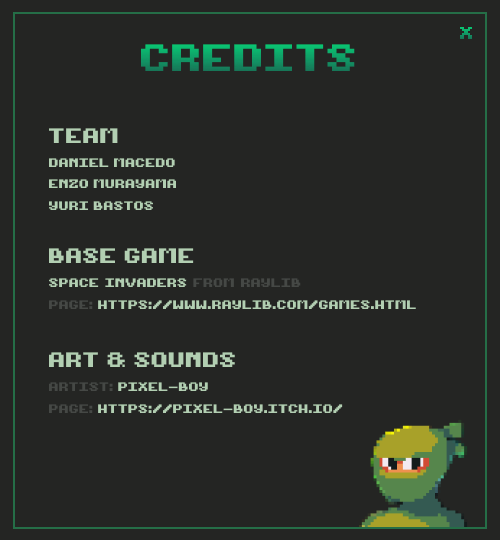 X
CREDITS
TEAM
DANIEL MACEDO
ENZO MURAYAMA
YURI BASTOS
BASE GAME
SPACE INVADERS FROM RAYLIB
PAGE: HTTPS://WWW.RAYLIB.COM/GAMES.HTML
ART & SOUNDS
ARTIST: PIXEL-BOY
PAGE: HTTPS://PIXEL-BOY.ITCH.IO/